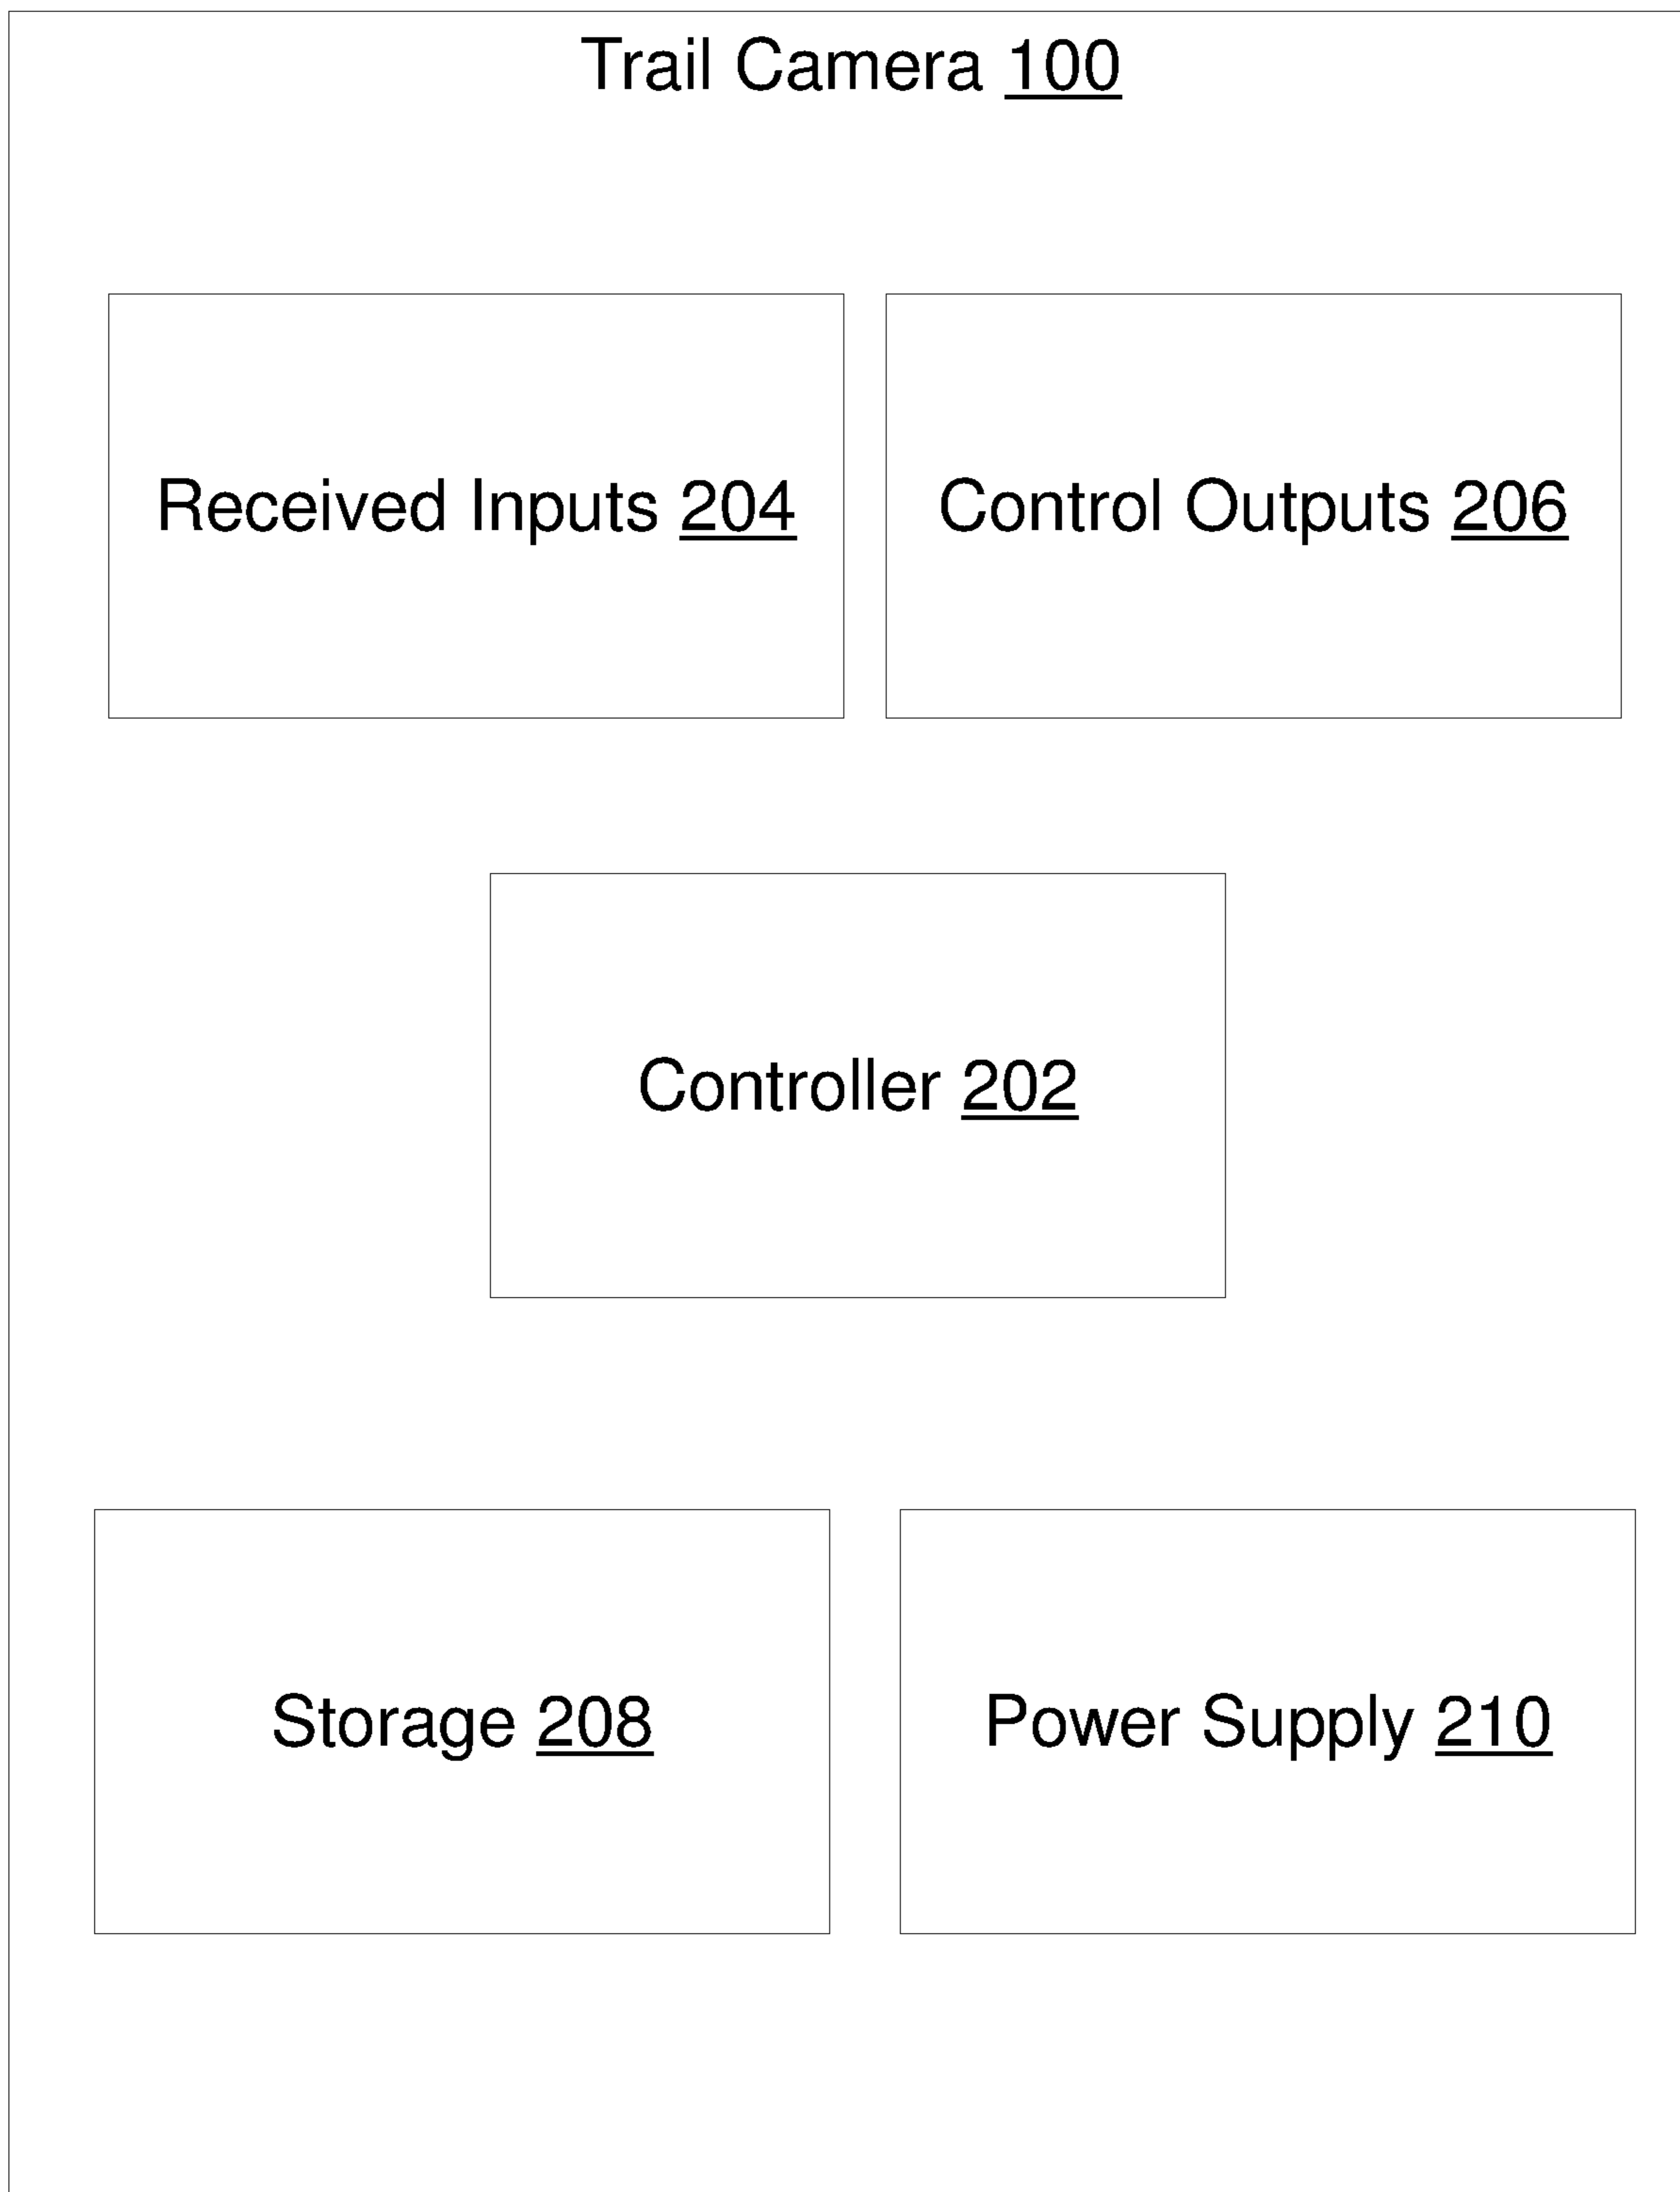 Trail Camera 100
Received Inputs 204
Control Outputs 206
Controller 202
Storage 208
Power Supply 210